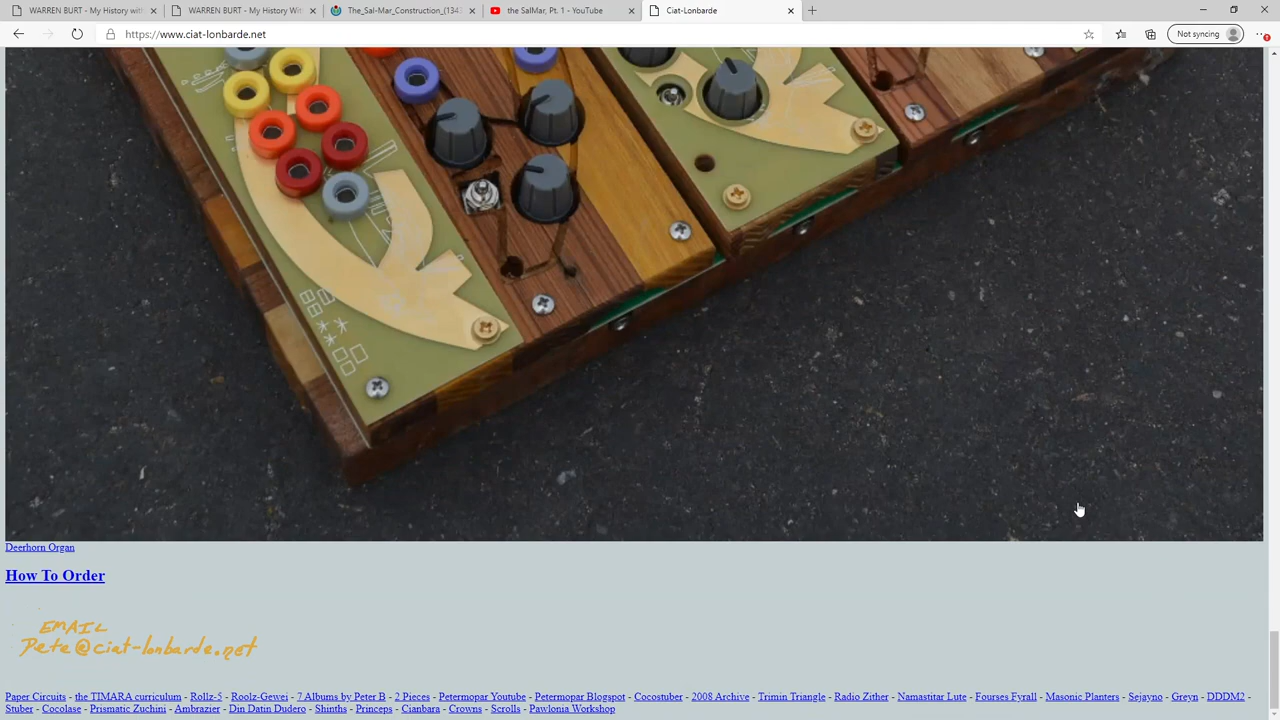 WARREN BURT - My History with
WARREN BURT - My History Wit
The_Sal-Mar_Construction_(134
the SalMar, Pt. 1 - YouTube
Ciat-Lonbarde
https://www.ciat-lonbarde.net
Not syncing
Deerhorn Organ
How To Order
EMAIL
Pete@ciat-lonbarde.net
Paper Circuits - the TIMARA curriculum - Rollz-5 - Roolz-Gewei - 7 Albums by Peter B - 2 Pieces - Petermopar Youtube - Petermopar Blogspot - Cocostuber - 2008 Archive - Trimin Triangle - Radio Zither - Namastitar Lute - Fourses Fyrall - Masonic Planters - Sejayno - Greyn - DDDM2 -
Stuber - Cocolase - Prismatic Zuchini - Ambrazier - Din Datin Dudero - Shinths - Princeps - Cianbara - Crowns - Scrolls - Pawlonia Workshop